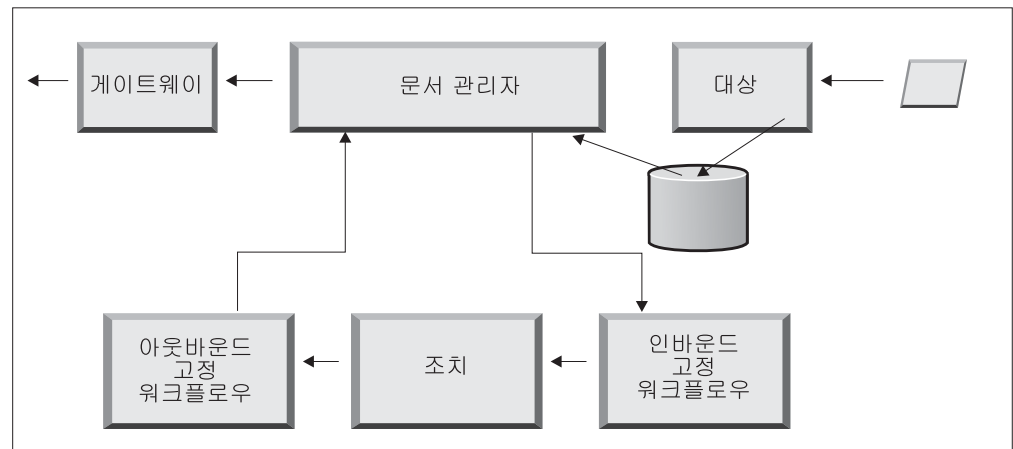 게이트웨이
문서 관리자
대상
아웃바운드
고정
워크플로우
조치
인바운드
고정
워크플로우